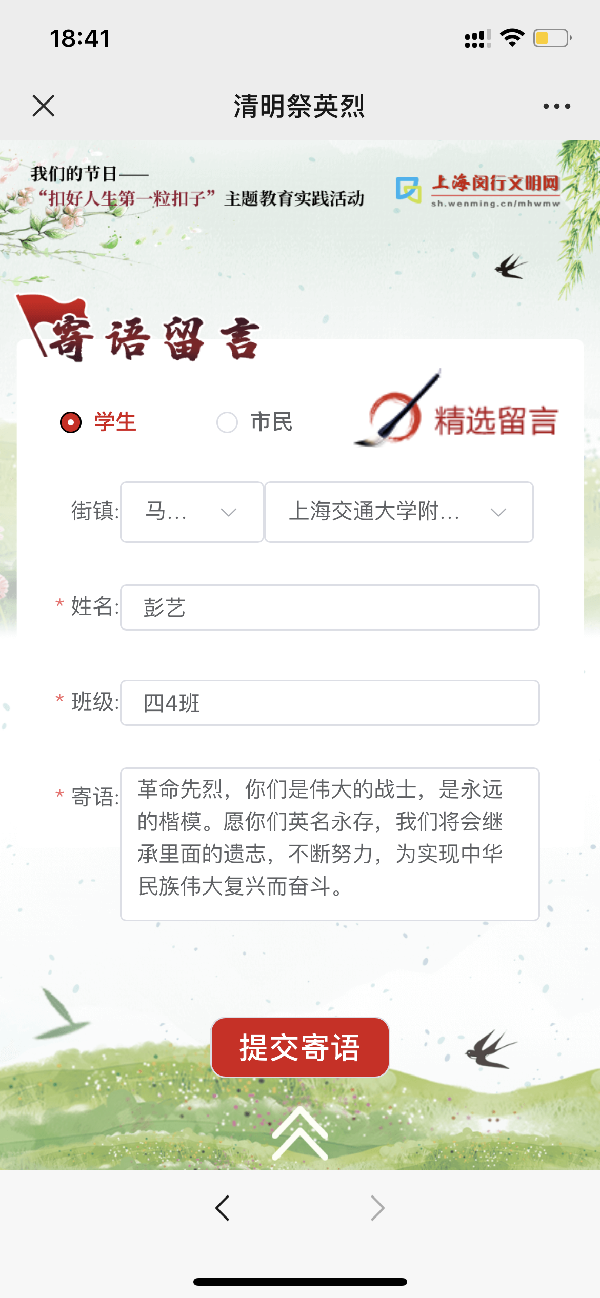 18:41
清明祭英烈
我们的节日——
“扣好人生第一粒扣子”主题教育实践活动
上海闵行文明网
sh.wenming.cn/mhwmw
寄语留言
学生
市民
精选留言
街镇:
马...
上海交通大学附...
* 姓名:
彭艺
* 班级:
四4班
* 寄语:
革命先烈，你们是伟大的战士，是永远
的楷模。愿你们英名永存，我们将会继
承里面的遗志，不断努力，为实现中华
民族伟大复兴而奋斗。
提交寄语